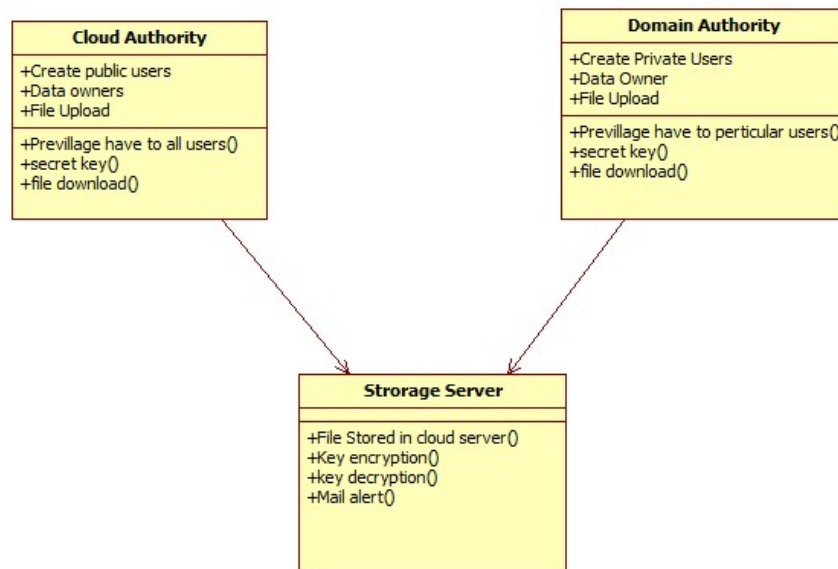 Cloud Authority
+Create public users
+Data owners
+File Upload
+Previllage have to all users()
+secret key()
+file download()
Domain Authority
+Create Private Users
+Data Owner
+File Upload
+Previllage have to perticular users()
+secret key()
+file download()
Strorage Server
+File Stored in cloud server()
+Key encryption()
+key decryption()
+Mail alert()